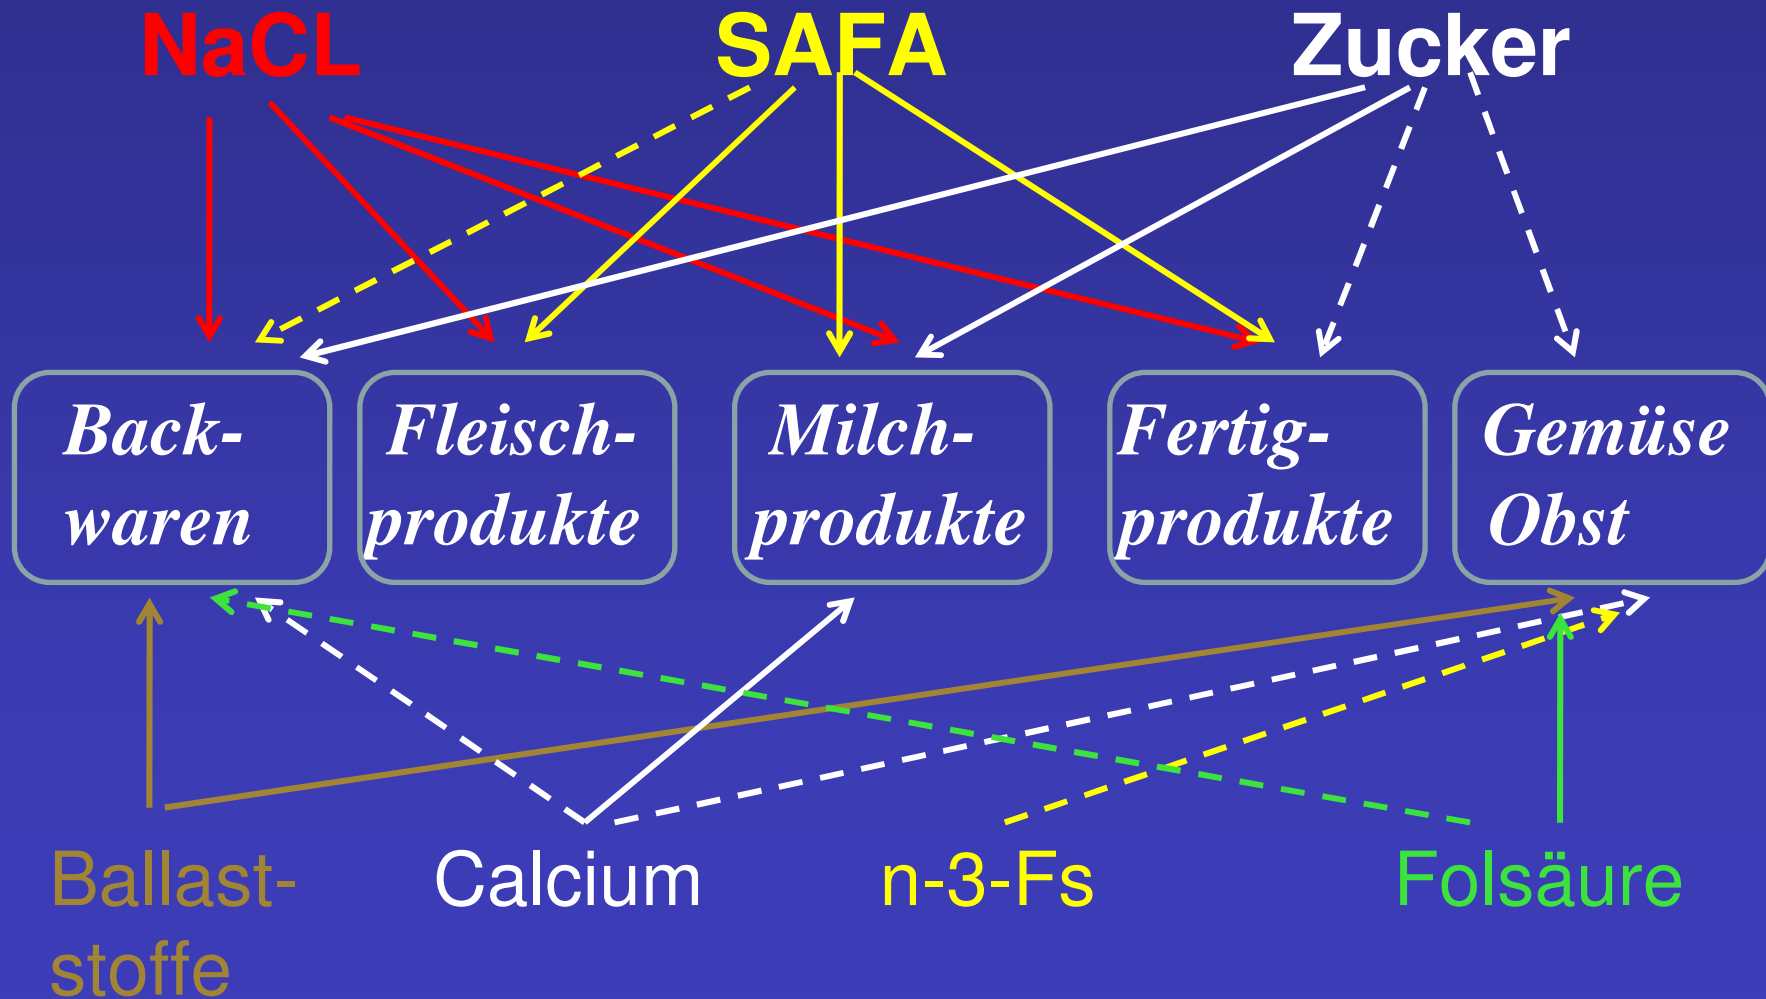 NaCL SAFA Zucker
Back-
waren
Fleisch-
produkte
Milch-
produkte
Fertig-
produkte
Gemüse
Obst
Ballast-
stoffe
Calcium
n-3-Fs
Folsäure